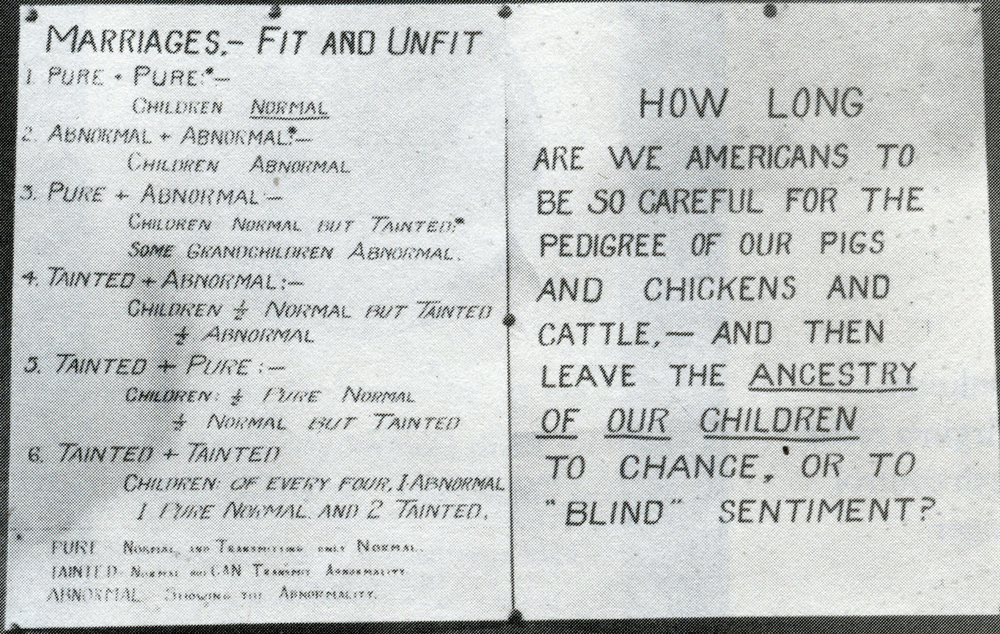 MARRIAGES,- FIT AND UNFIT
1. PURE + PURE:*-
CHILDREN NORMAL
2. ABNORMAL + ABNORMAL:*-
CHILDREN ABNORMAL
3. PURE + ABNORMAL:-
CHILDREN NORMAL BUT TAINTED:*
SOME GRANDCHILDREN ABNORMAL.
4. TAINTED + ABNORMAL:-
CHILDREN ½ NORMAL BUT TAINTED
½ ABNORMAL
5. TAINTED + PURE:-
CHILDREN: ½ PURE NORMAL
½ NORMAL BUT TAINTED
6. TAINTED + TAINTED
CHILDREN: OF EVERY FOUR, 1 ABNORMAL
1 PURE NORMAL AND 2 TAINTED.
PURE NORMAL, AND TRANSMITTING ONLY NORMAL.
TAINTED- NORMAL BUT CAN TRANSMIT ABNORMALITY
ABNORMAL SHOWING THE ABNORMALITY.
HOW LONG
ARE WE AMERICANS TO
BE SO CAREFUL FOR THE
PEDIGREE OF OUR PIGS
AND CHICKENS AND
CATTLE,- AND THEN
LEAVE THE ANCESTRY
OF OUR CHILDREN
TO CHANCE, OR TO
"BLIND" SENTIMENT?